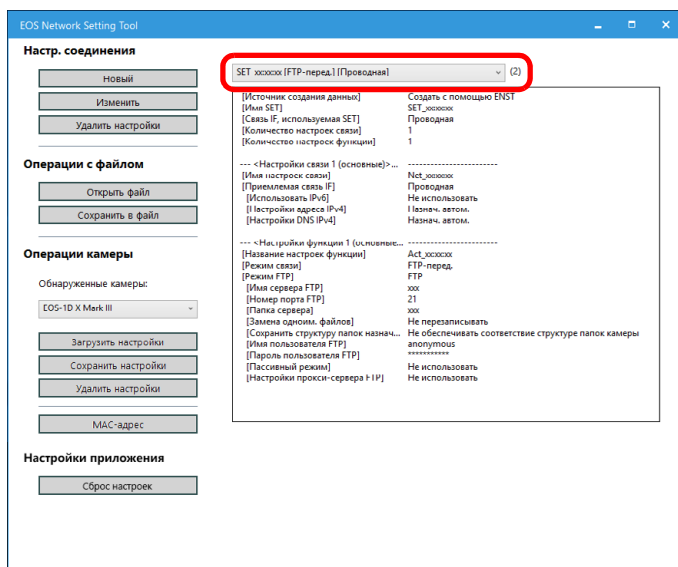 EOS Network Setting Tool
Настр. соединения
Новый
Изменить
Удалить настройки
Операции с файлом
Открыть файл
Сохранить в файл
Операции камеры
Обнаруженные камеры:
EOS-1D X Mark III
Загрузить настройки
Сохранить настройки
Удалить настройки
MAC-адрес
Настройки приложения
Сброс настроек
SET_xxxxxx [FTP-перед.] [Проводная] (2)
[Источник создания данных] Создать с помощью ENST
[Имя SET] SET_xxxxxx
[Связь IF, используемая SET] Проводная
[Количество настроек связи] 1
[Количество настроек функции] 1
--- <Настройки связи 1 (основные)>... ------------------------
[Имя настроек связи] Net_xxxxxx
[Приемлемая связь IF] Проводная
[Использовать IPv6] Не использовать
[Настройки адреса IPv4] Назнач. автом.
[Настройки DNS IPv4] Назнач. автом.
--- <Настройки функции 1 (основные... ------------------------
[Название настроек функции] Act_xxxxxx
[Режим связи] FTP-перед.
[Режим FTP] FTP
[Имя сервера FTP] xxx
[Номер порта FTP] 21
[Папка сервера] xxx
[Замена одноим. файлов] Не перезаписывать
[Сохранить структуру папок назнач... Не обеспечивать соответствие структуре папок камеры
[Имя пользователя FTP] anonymous
[Пароль пользователя FTP] ***********
[Пассивный режим] Не использовать
[Настройки прокси-сервера FTP] Не использовать